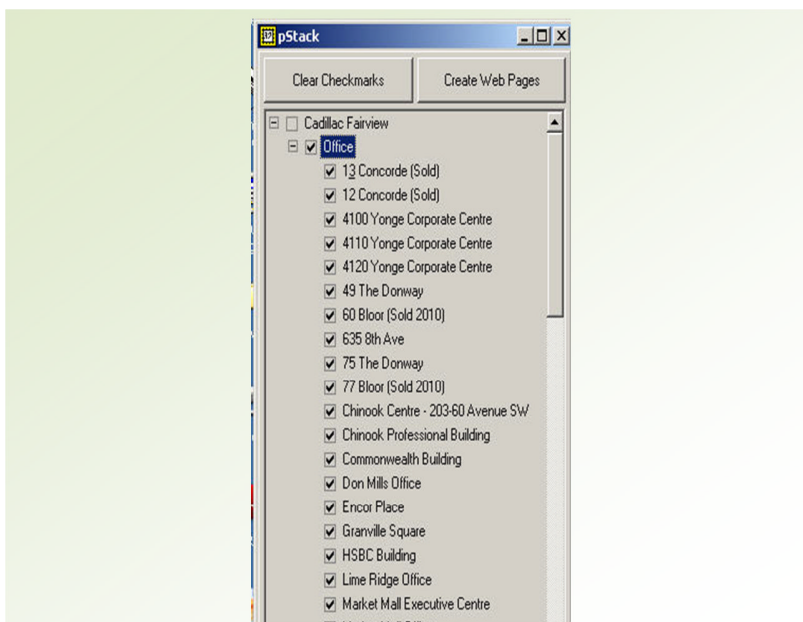 pStack
Clear Checkmarks
Create Web Pages
Cadillac Fairview
Office
13 Concorde (Sold)
12 Concorde (Sold)
4100 Yonge Corporate Centre
4110 Yonge Corporate Centre
4120 Yonge Corporate Centre
49 The Donway
60 Bloor (Sold 2010)
635 8th Ave
75 The Donway
77 Bloor (Sold 2010)
Chinook Centre - 203-60 Avenue SW
Chinook Professional Building
Commonwealth Building
Don Mills Office
Encor Place
Granville Square
HSBC Building
Lime Ridge Office
Market Mall Executive Centre